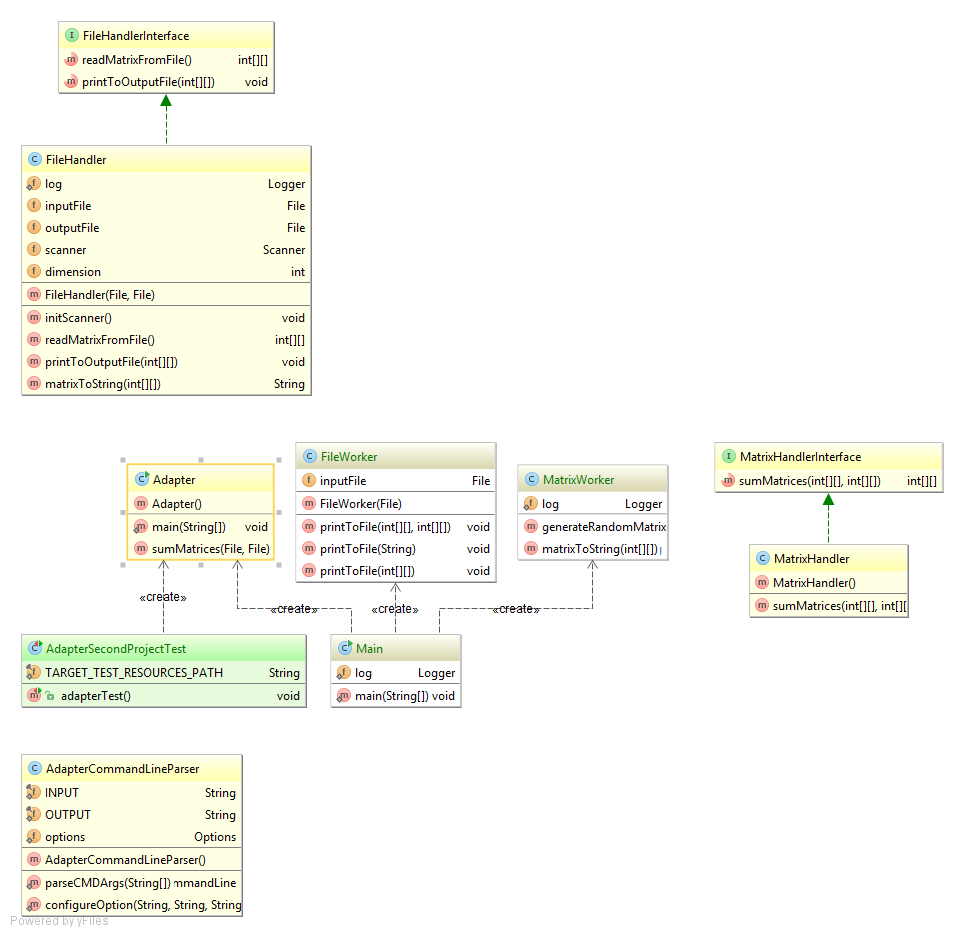 FileHandlerInterface
readMatrixFromFile() int[][]
printToOutputFile(int[][]) void
FileHandler
log Logger
inputFile File
outputFile File
scanner Scanner
dimension int
FileHandler(File, File)
initScanner() void
readMatrixFromFile() int[][]
printToOutputFile(int[][]) void
matrixToString(int[][]) String
Adapter
Adapter()
main(String[]) void
sumMatrices(File, File)
FileWorker
inputFile File
FileWorker(File)
printToFile(int[][], int[][]) void
printToFile(String) void
printToFile(int[][]) void
MatrixWorker
log Logger
generateRandomMatrix
matrixToString(int[][])
MatrixHandlerInterface
sumMatrices(int[][], int[][]) int[][]
MatrixHandler
MatrixHandler()
sumMatrices(int[][], int[][
«create»
«create»
«create»
«create»
AdapterSecondProjectTest
TARGET_TEST_RESOURCES_PATH String
adapterTest() void
Main
log Logger
main(String[]) void
AdapterCommandLineParser
INPUT String
OUTPUT String
options Options
AdapterCommandLineParser()
parseCMDArgs(String[]) mmandLine
configureOption(String, String, String
Powered by yFiles